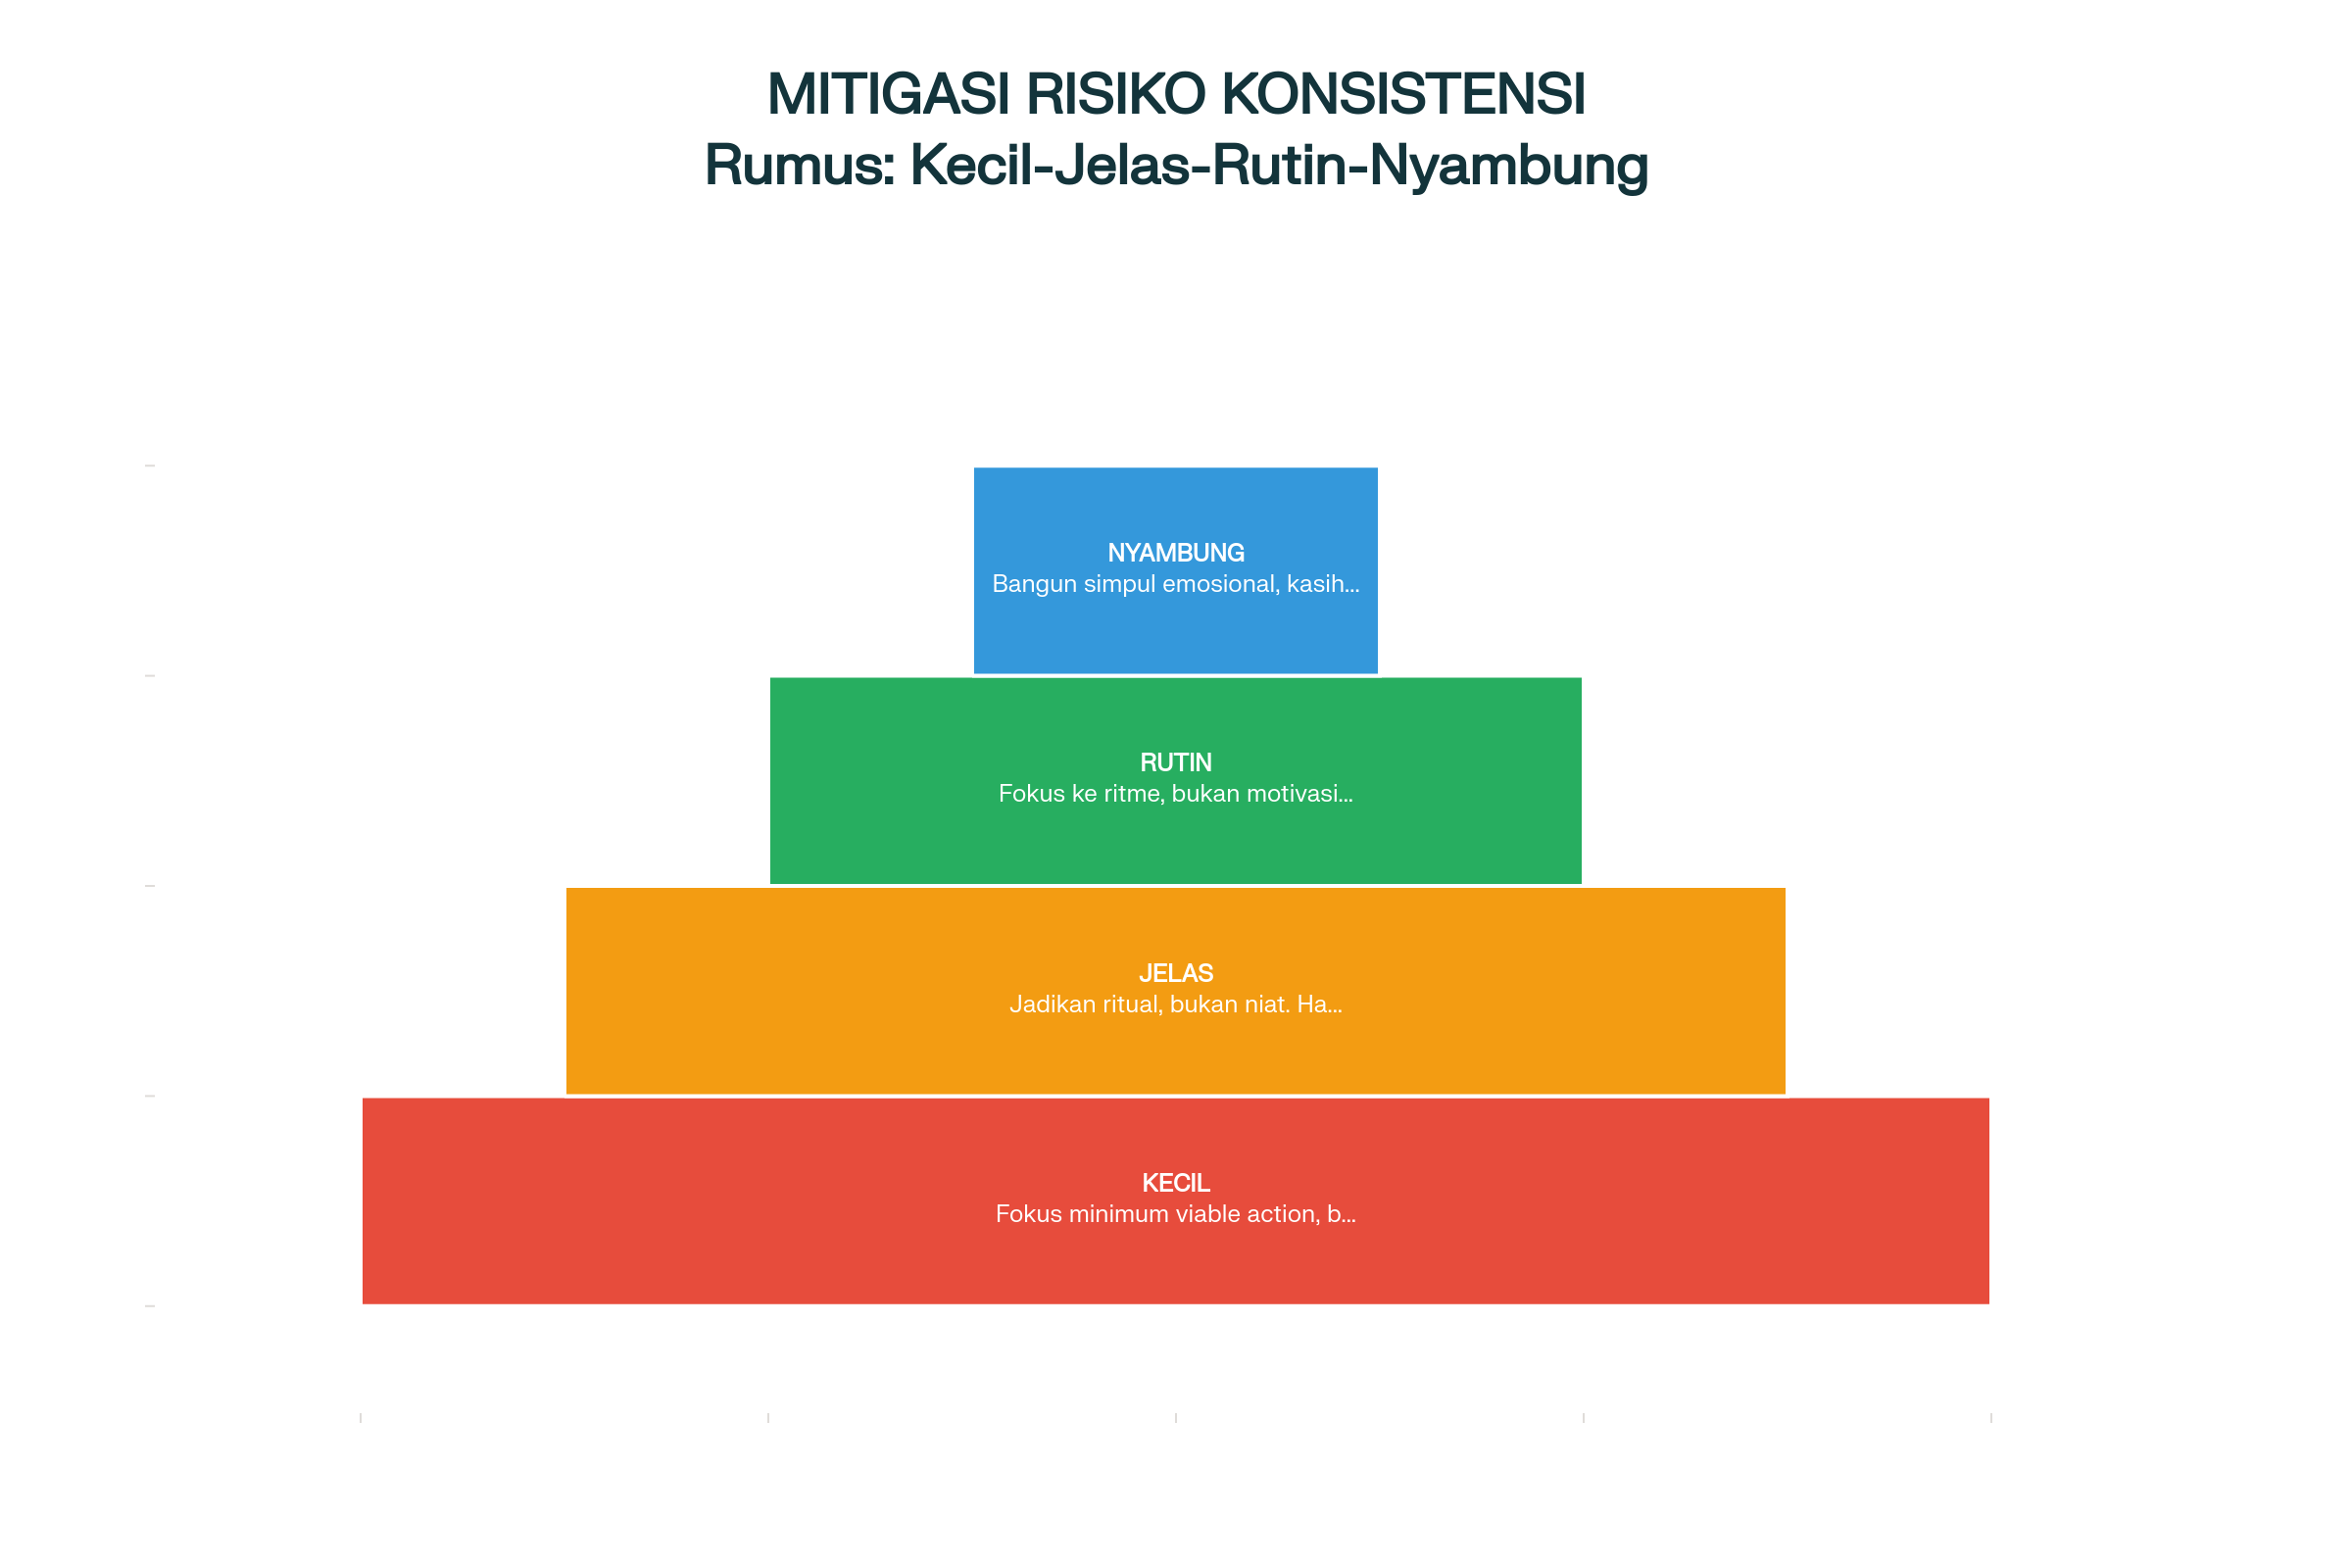 MITIGASI RISIKO KONSISTENSI
Rumus: Kecil-Jelas-Rutin-Nyambung
NYAMBUNG
Bangun simpul emosional, kasih...
RUTIN
Fokus ke ritme, bukan motivasi...
JELAS
Jadikan ritual, bukan niat. Ha...
KECIL
Fokus minimum viable action, b...